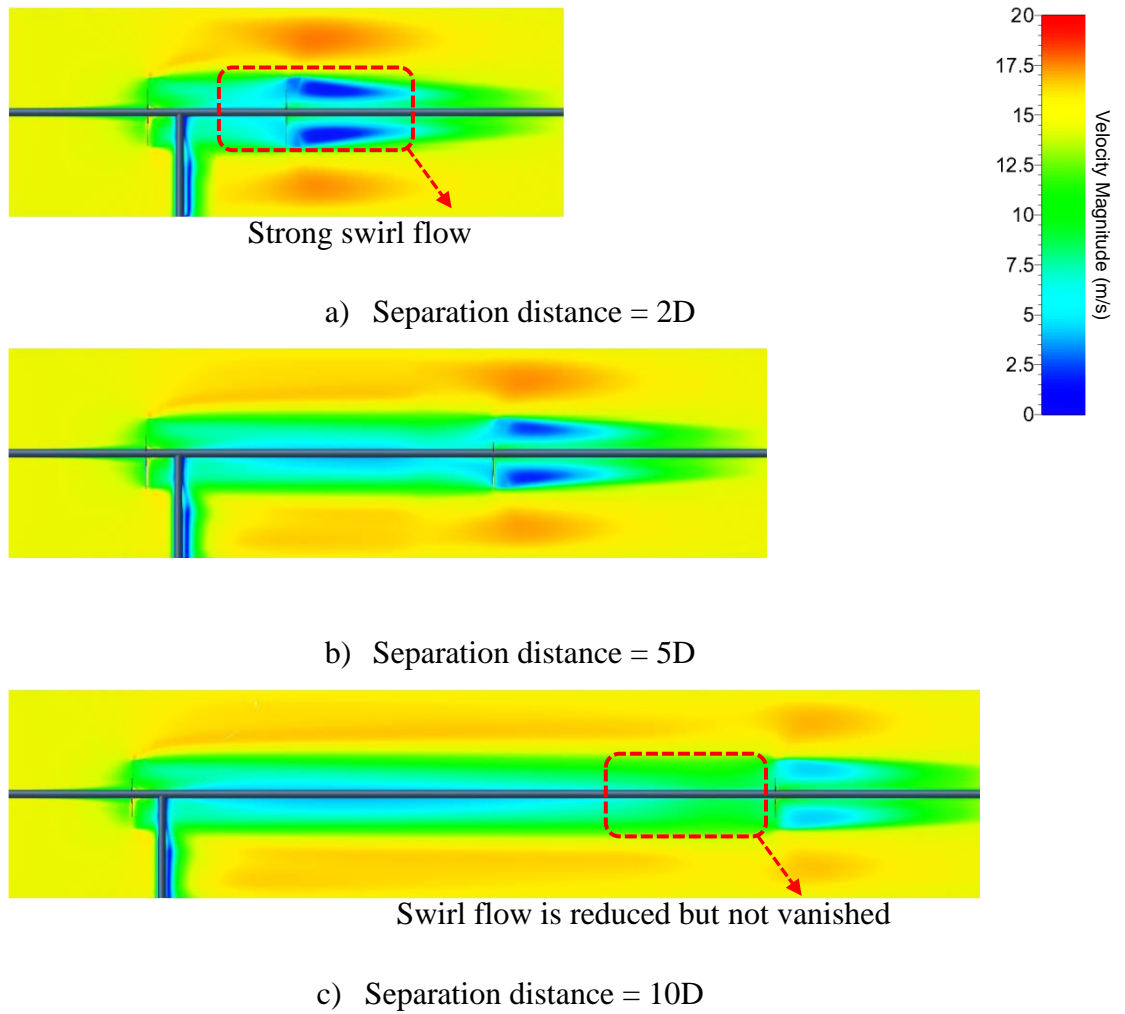 20
17.5
15
12.5
10
7.5
5
2.5
0
Velocity Magnitude (m/s)
Strong swirl flow
a) Separation distance = 2D
b) Separation distance = 5D
Swirl flow is reduced but not vanished
c) Separation distance = 10D